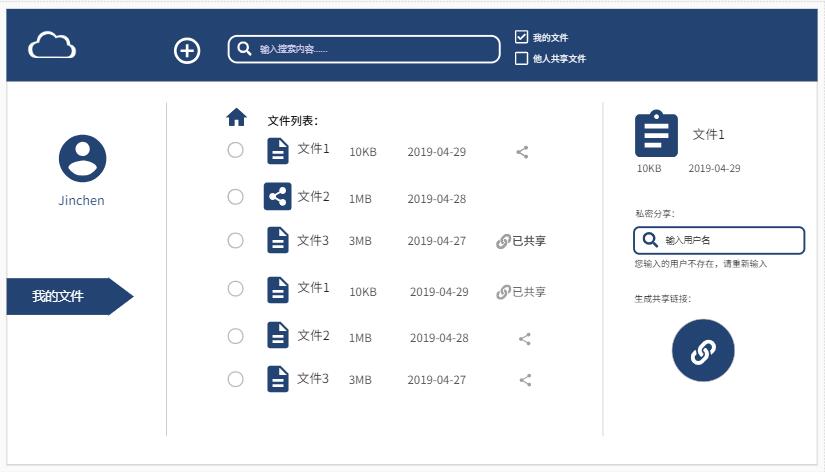 输入搜索内容......
我的文件
他人共享文件
Jinchen
我的文件
文件列表：
文件1 10KB 2019-04-29
文件2 1MB 2019-04-28
文件3 3MB 2019-04-27 已共享
文件1 10KB 2019-04-29 已共享
文件2 1MB 2019-04-28
文件3 3MB 2019-04-27
文件1
10KB 2019-04-29
私密分享：
输入用户名
您输入的用户不存在，请重新输入
生成共享链接：